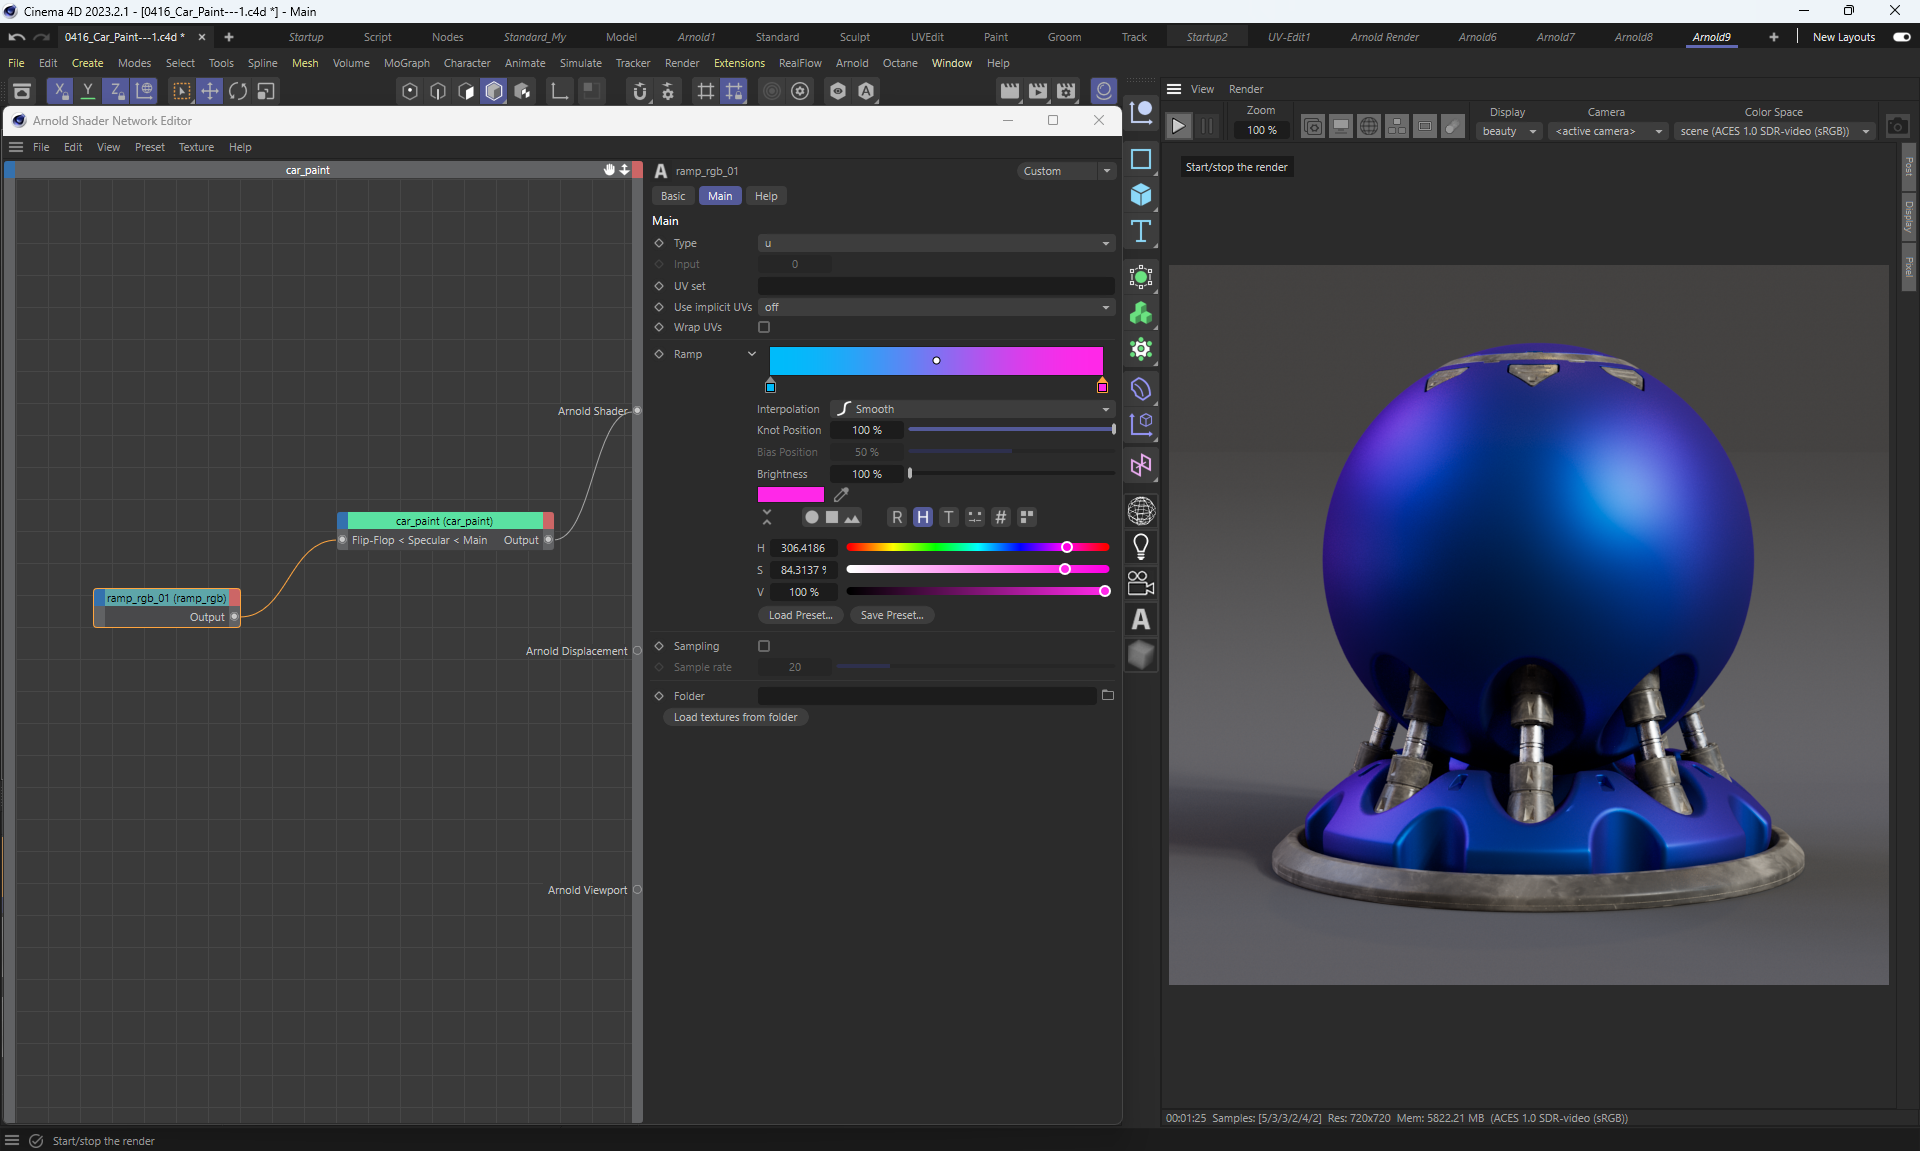 Cinema 4D 2023.2.1 - [0416_Car_Paint---1.c4d *] - Main
0416_Car_Paint---1.c4d * Startup Script Nodes Standard_My Model Arnold1 Standard Sculpt UVEdit Paint Groom Track Startup2 UV-Edit1 Arnold Render Arnold6 Arnold7 Arnold8 Arnold9 New Layouts
File Edit Create Modes Select Tools Spline Mesh Volume MoGraph Character Animate Simulate Tracker Render Extensions RealFlow Arnold Octane Window Help
X Y Z
View Render
Zoom Display Camera Color Space
100 % beauty <active camera> scene (ACES 1.0 SDR-video (sRGB))
Arnold Shader Network Editor
File Edit View Preset Texture Help
Start/stop the render
Post
Display
Pixel
car_paint
ramp_rgb_01 Custom
Basic Main Help
Main
Type u
Input 0
UV set
Use implicit UVs off
Wrap UVs
Ramp
Interpolation Smooth
Knot Position 100 %
Bias Position 50 %
Brightness 100 %
R H T #
H 306.4186
S 84.3137 %
V 100 %
Load Preset... Save Preset...
Sampling
Sample rate 20
Folder
Load textures from folder
Arnold Shader
car_paint (car_paint)
Flip-Flop < Specular < Main Output
ramp_rgb_01 (ramp_rgb)
Output
Arnold Displacement
Arnold Viewport
00:01:25 Samples: [5/3/3/2/4/2] Res: 720x720 Mem: 5822.21 MB (ACES 1.0 SDR-video (sRGB))
Start/stop the render